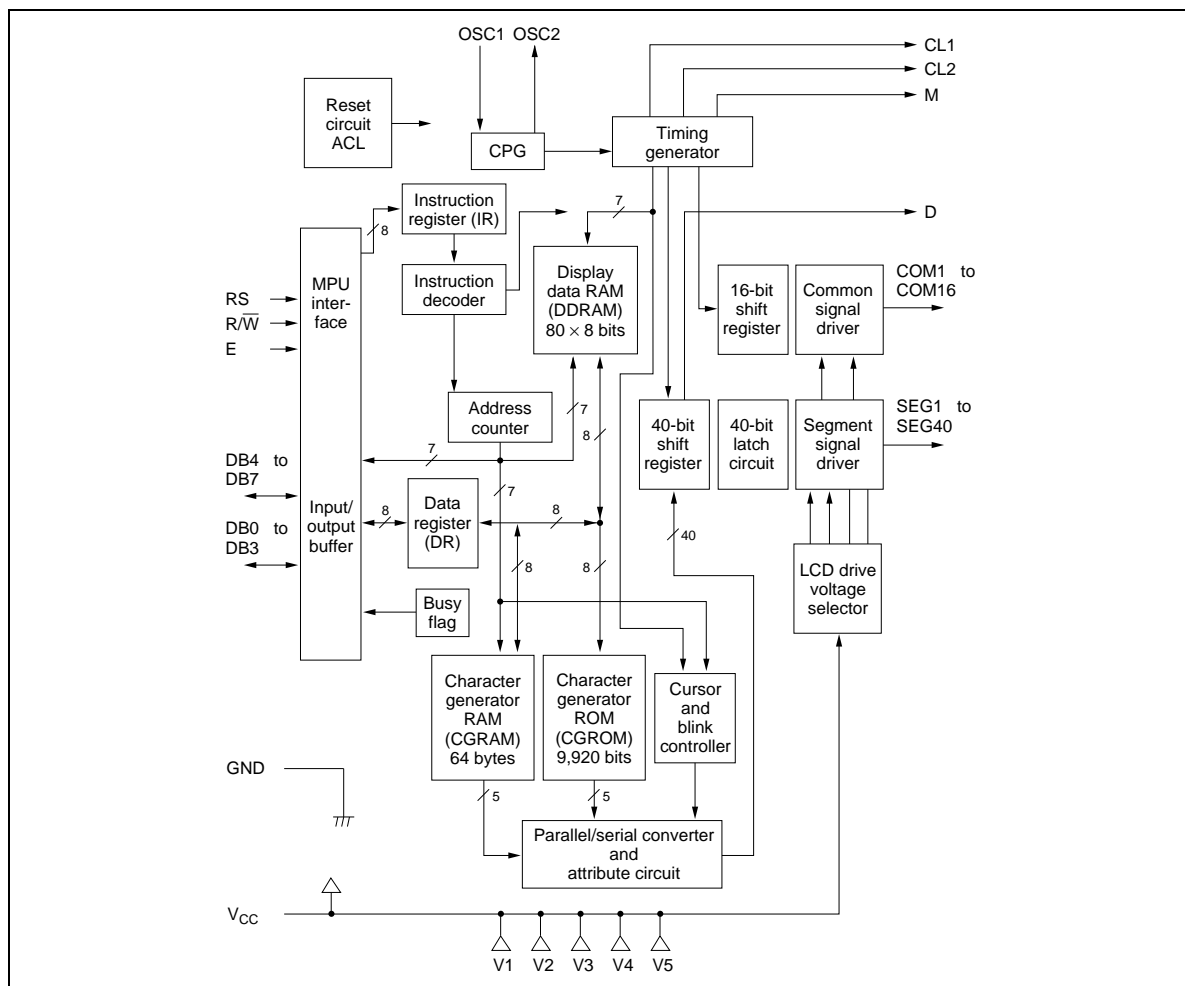 OSC1 OSC2
CL1
CL2
M
Reset
circuit
ACL
CPG
Timing
generator
Instruction
register (IR)
8
7
D
MPU
inter-
face
Instruction
decoder
Display
data RAM
(DDRAM)
80 × 8 bits
16-bit
shift
register
Common
signal
driver
COM1 to
COM16
RS
R/W̅
E
Address
counter
7
8
40-bit
shift
register
40-bit
latch
circuit
Segment
signal
driver
SEG1 to
SEG40
7
7
DB4 to
DB7
DB0 to
DB3
Input/
output
buffer
8
Data
register
(DR)
8
8
8
40
LCD drive
voltage
selector
Busy
flag
Character
generator
RAM
(CGRAM)
64 bytes
Character
generator
ROM
(CGROM)
9,920 bits
Cursor
and
blink
controller
GND
5
5
Parallel/serial converter
and
attribute circuit
VCC
V1 V2 V3 V4 V5